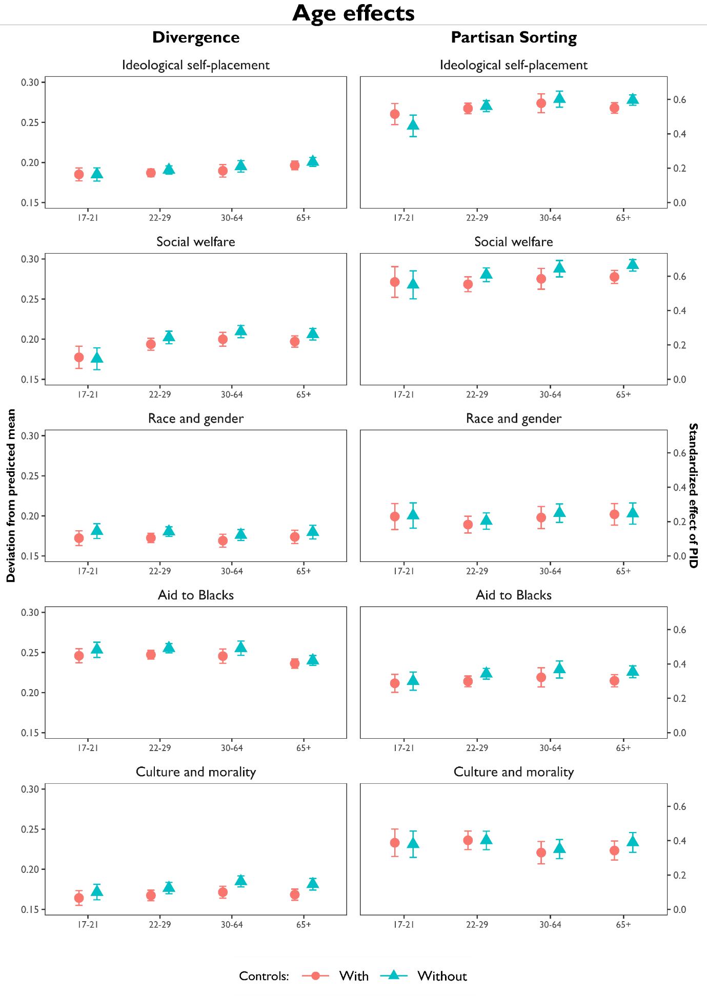 Age effects
Divergence
Partisan Sorting
Ideological self-placement
Ideological self-placement
0.30
0.25
0.20
0.15
17-21 22-29 30-64 65+
0.6
0.4
0.2
0.0
17-21 22-29 30-64 65+
Social welfare
Social welfare
0.30
0.25
0.20
0.15
17-21 22-29 30-64 65+
0.6
0.4
0.2
0.0
17-21 22-29 30-64 65+
Deviation from predicted mean
Standardized effect of PID
Race and gender
Race and gender
0.30
0.25
0.20
0.15
17-21 22-29 30-64 65+
0.6
0.4
0.2
0.0
17-21 22-29 30-64 65+
Aid to Blacks
Aid to Blacks
0.30
0.25
0.20
0.15
17-21 22-29 30-64 65+
0.6
0.4
0.2
0.0
17-21 22-29 30-64 65+
Culture and morality
Culture and morality
0.30
0.25
0.20
0.15
17-21 22-29 30-64 65+
0.6
0.4
0.2
0.0
17-21 22-29 30-64 65+
Controls: With Without